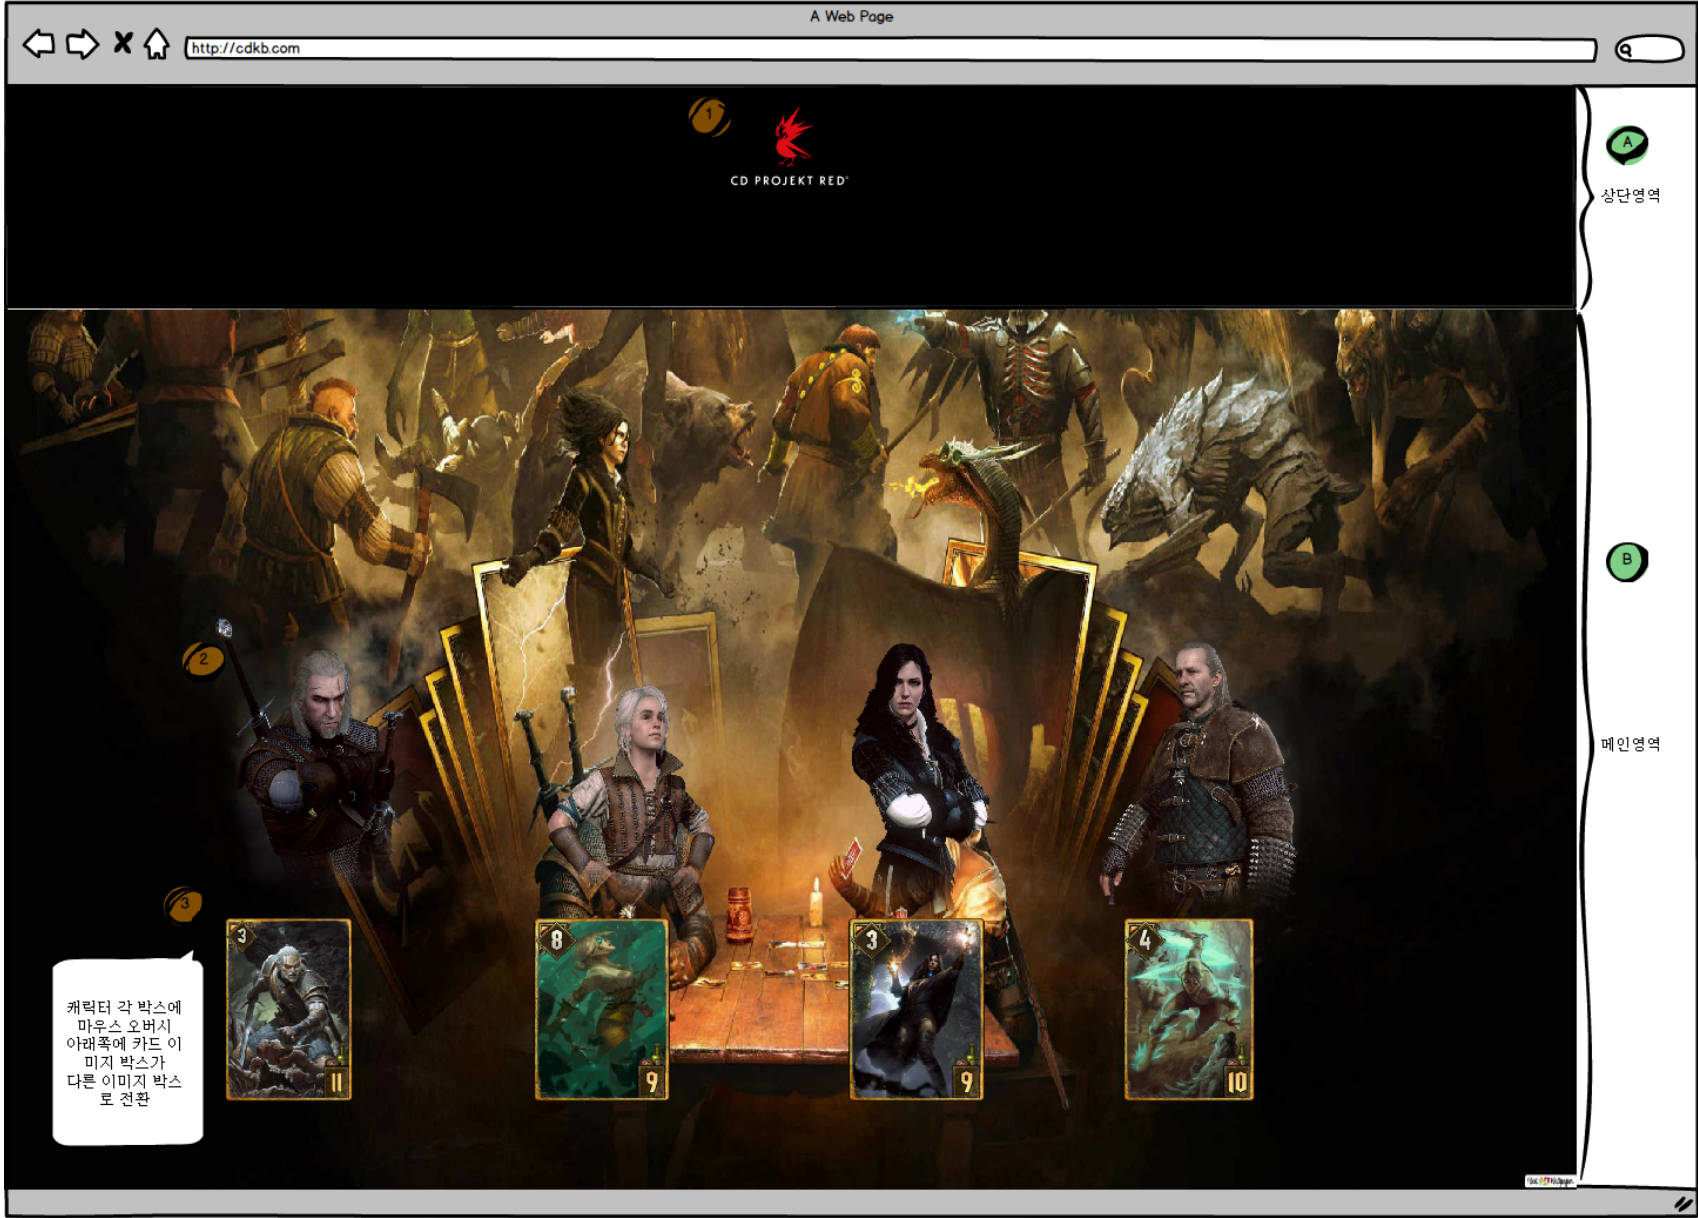 A Web Page
http://cdkb.com
1
CD PROJEKT RED
A
상단영역
B
메인영역
2
3
캐릭터 각 박스에
마우스 오버시
아래쪽에 카드 이
미지 박스가
다른 이미지 박스
로 전환
3
11
8
9
3
9
4
10